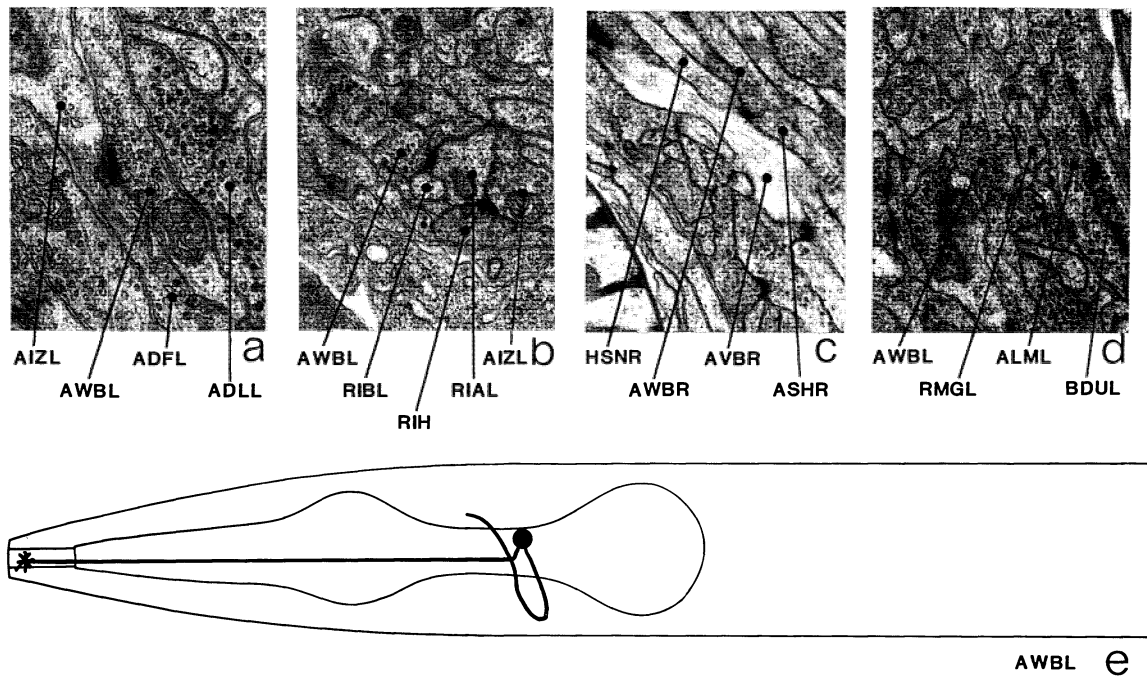 a
AIZL ADFL
AWBL ADLL
b
AWBL AIZL
RIBL RIAL
RIH
c
HSNR AVBR
AWBR ASHR
d
AWBL ALML
RMGL BDUL
AWBL e